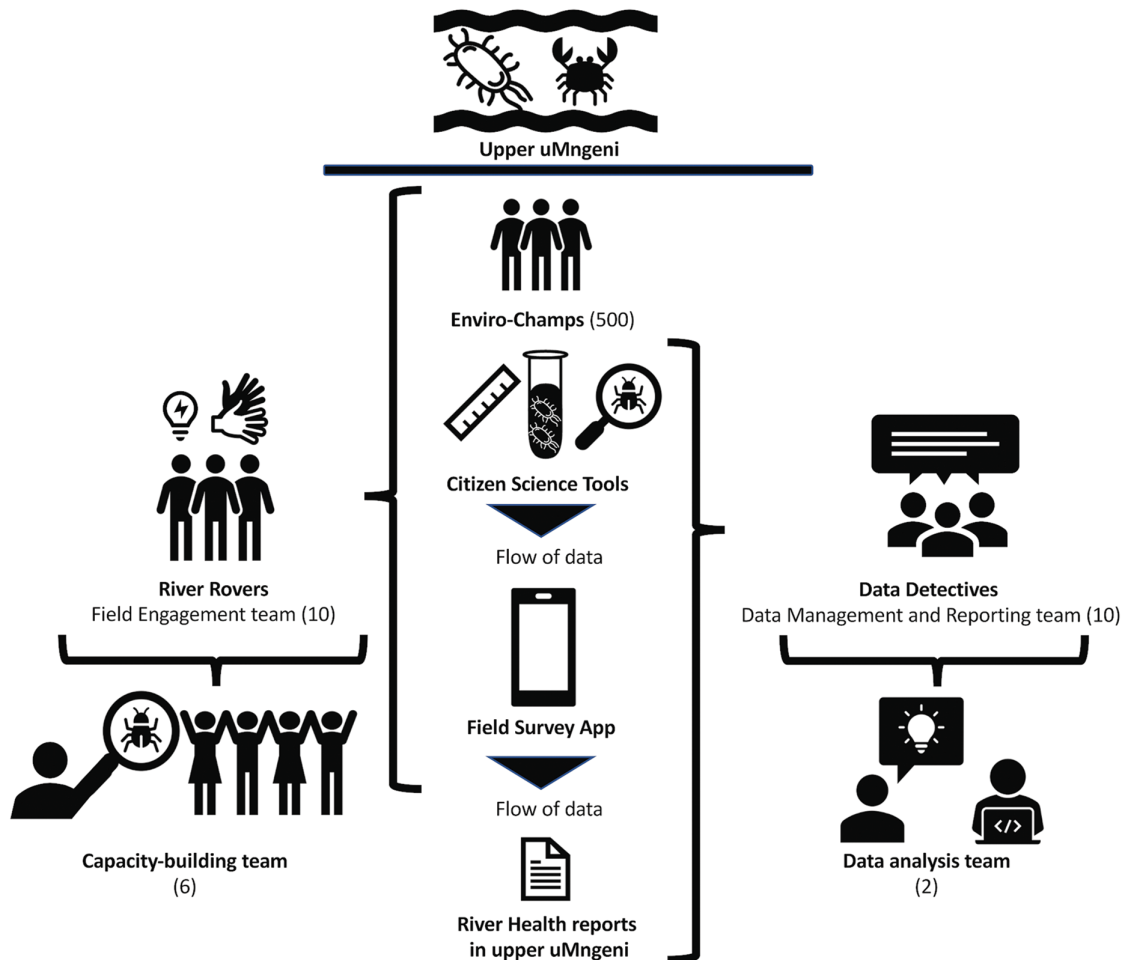 Upper uMngeni
Enviro-Champs (500)
Citizen Science Tools
Flow of data
Field Survey App
Flow of data
River Health reports
in upper uMngeni
River Rovers
Field Engagement team (10)
Capacity-building team
(6)
Data Detectives
Data Management and Reporting team (10)
</>
Data analysis team
(2)